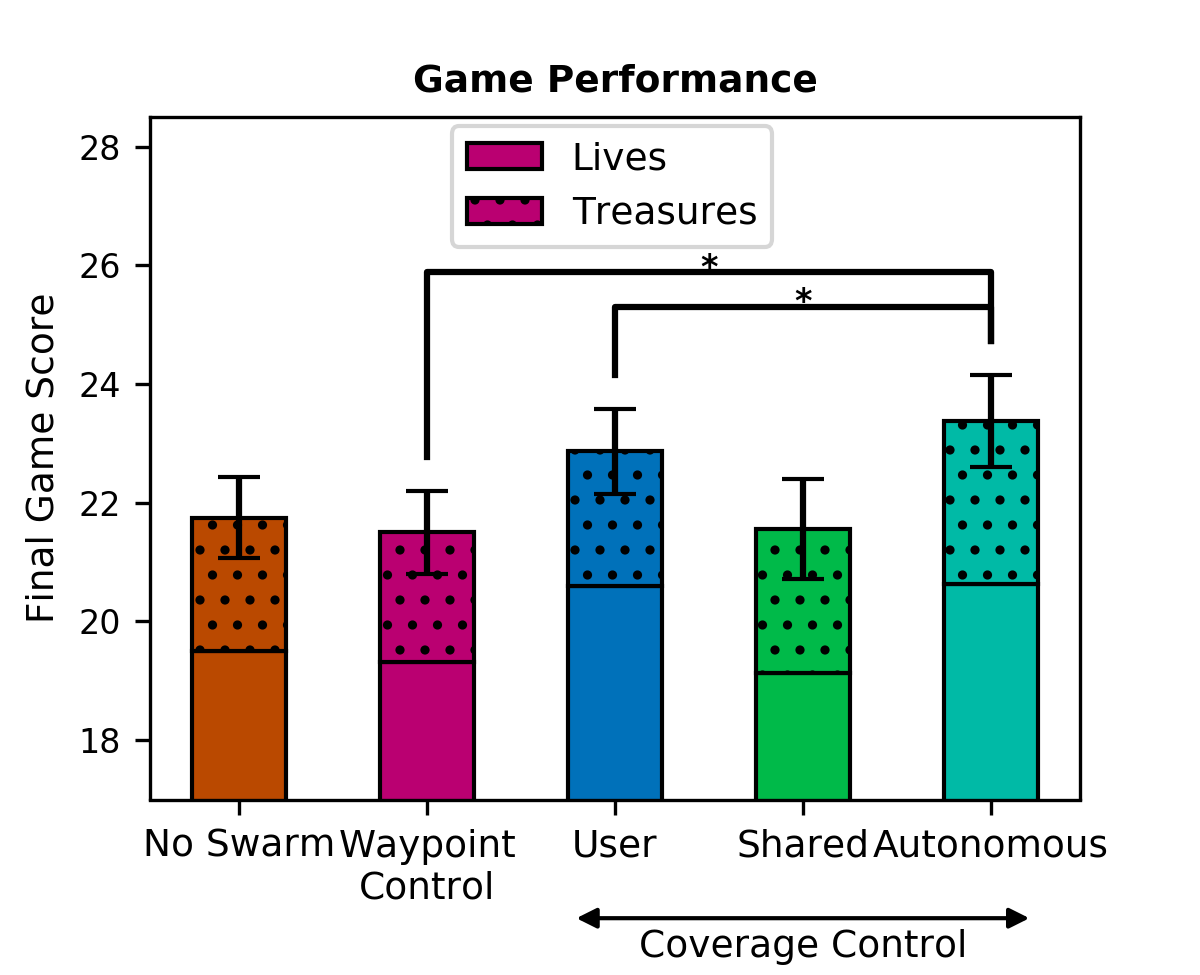 Game Performance
Lives
Treasures
28
26
24
22
20
18
Final Game Score
*
*
No Swarm
Waypoint
Control
User
Shared
Autonomous
Coverage Control